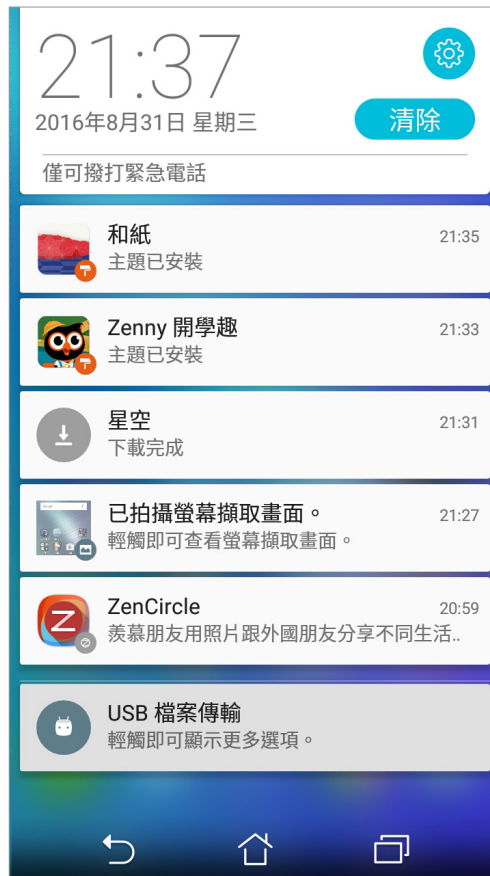 21:37
2016年8月31日 星期三
清除
僅可撥打緊急電話
和紙
21:35
主題已安裝
Zenny 開學趣
21:33
主題已安裝
星空
21:31
下載完成
已拍攝螢幕擷取畫面。
21:27
輕觸即可查看螢幕擷取畫面。
ZenCircle
20:59
羨慕朋友用照片跟外國朋友分享不同生活..
USB 檔案傳輸
輕觸即可顯示更多選項。